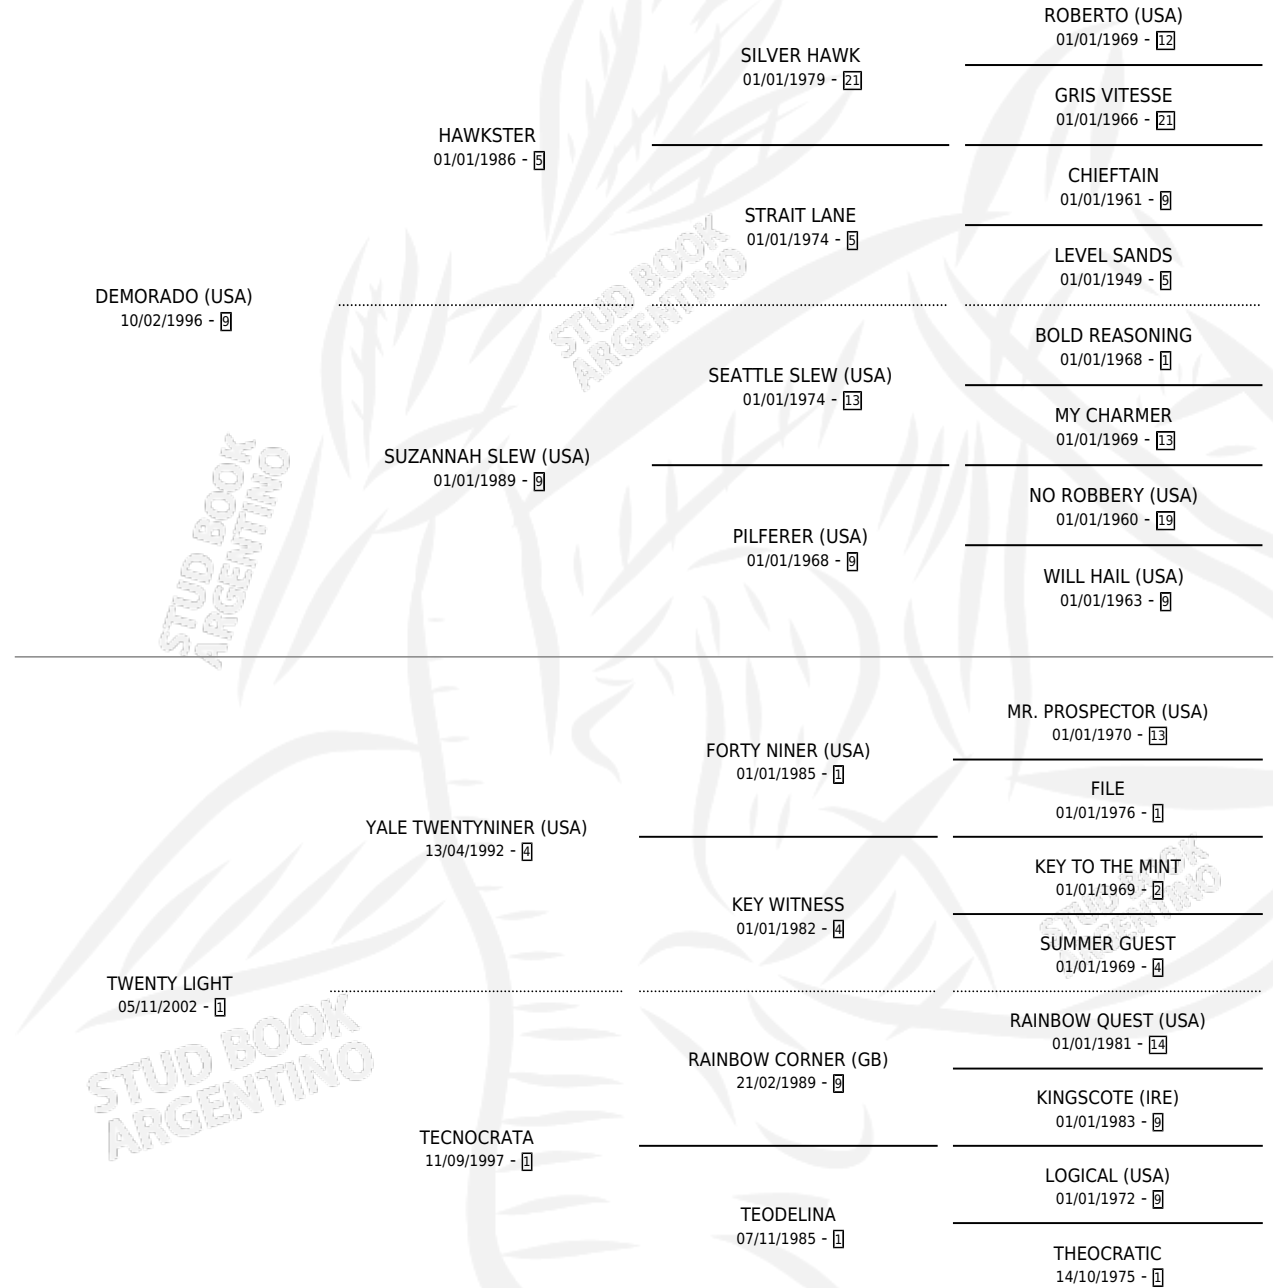 ROBERTO (USA)
01/01/1969 - 12
SILVER HAWK
01/01/1979 - 21
GRIS VITESSE
01/01/1966 - 21
HAWKSTER
01/01/1986 - 5
CHIEFTAIN
01/01/1961 - 9
STRAIT LANE
01/01/1974 - 5
LEVEL SANDS
01/01/1949 - 5
DEMORADO (USA)
10/02/1996 - 9
BOLD REASONING
01/01/1968 - 1
SEATTLE SLEW (USA)
01/01/1974 - 13
MY CHARMER
01/01/1969 - 13
SUZANNAH SLEW (USA)
01/01/1989 - 9
NO ROBBERY (USA)
01/01/1960 - 19
PILFERER (USA)
01/01/1968 - 9
WILL HAIL (USA)
01/01/1963 - 9
STUD BOOK
ARGENTINO
STUD BOOK
ARGENTINO
MR. PROSPECTOR (USA)
01/01/1970 - 13
FORTY NINER (USA)
01/01/1985 - 1
FILE
01/01/1976 - 1
YALE TWENTYNINER (USA)
13/04/1992 - 4
KEY TO THE MINT
01/01/1969 - 2
KEY WITNESS
01/01/1982 - 4
SUMMER GUEST
01/01/1969 - 4
STUD BOOK
ARGENTINO
TWENTY LIGHT
05/11/2002 - 1
RAINBOW QUEST (USA)
01/01/1981 - 14
RAINBOW CORNER (GB)
21/02/1989 - 9
KINGSCOTE (IRE)
01/01/1983 - 9
TECNOCRATA
11/09/1997 - 1
LOGICAL (USA)
01/01/1972 - 9
TEODELINA
07/11/1985 - 1
THEOCRATIC
14/10/1975 - 1
STUD BOOK
ARGENTINO